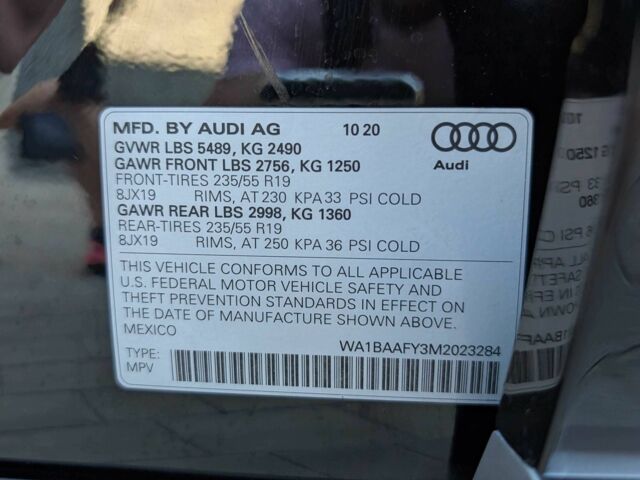 MFD. BY AUDI AG 10 20
GVWR LBS 5489, KG 2490
GAWR FRONT LBS 2756, KG 1250
FRONT-TIRES 235/55 R19
8JX19 RIMS, AT 230 KPA 33 PSI COLD
GAWR REAR LBS 2998, KG 1360
REAR-TIRES 235/55 R19
8JX19 RIMS, AT 250 KPA 36 PSI COLD
Audi
THIS VEHICLE CONFORMS TO ALL APPLICABLE
U.S. FEDERAL MOTOR VEHICLE SAFETY AND
THEFT PREVENTION STANDARDS IN EFFECT ON
THE DATE OF MANUFACTURE SHOWN ABOVE.
MEXICO
WA1BAAFY3M2023284
TYPE:
MPV